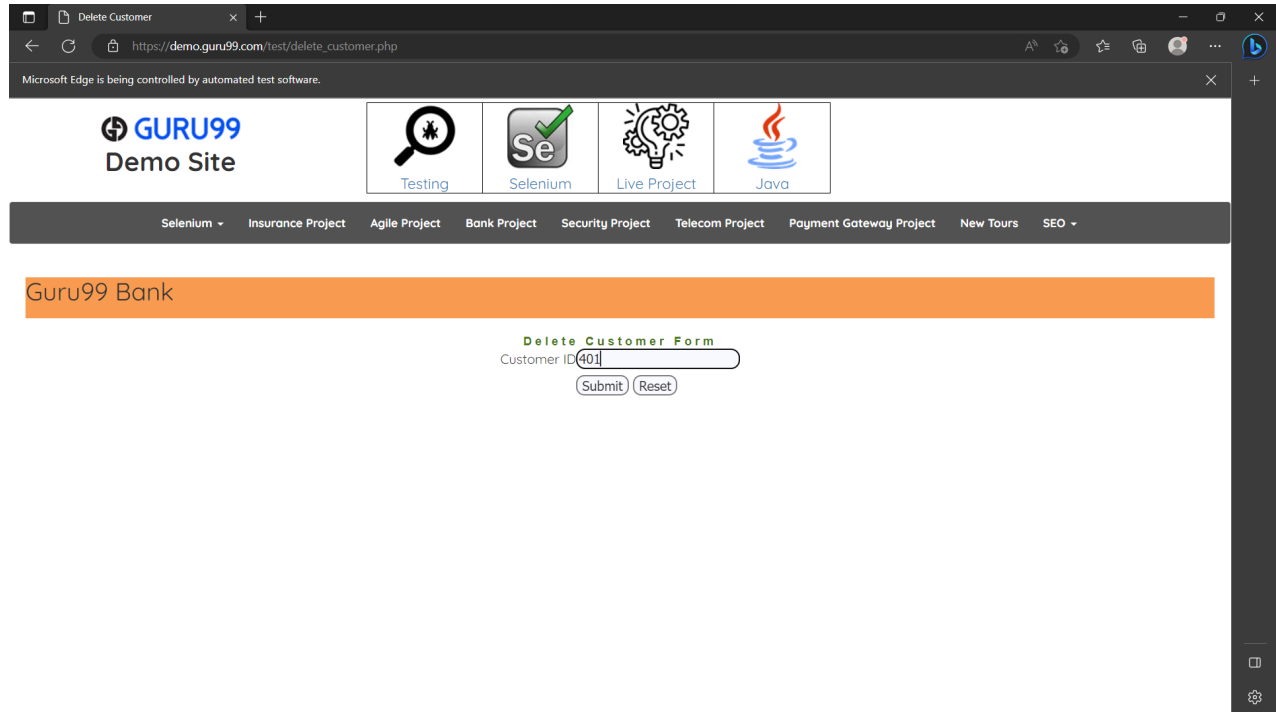 Delete Customer
https://demo.guru99.com/test/delete_customer.php
Microsoft Edge is being controlled by automated test software.
GURU99
Demo Site
Se
Testing Selenium Live Project Java
Selenium Insurance Project Agile Project Bank Project Security Project Telecom Project Payment Gateway Project New Tours SEO
Guru99 Bank
Delete Customer Form
Customer ID 401
Submit Reset